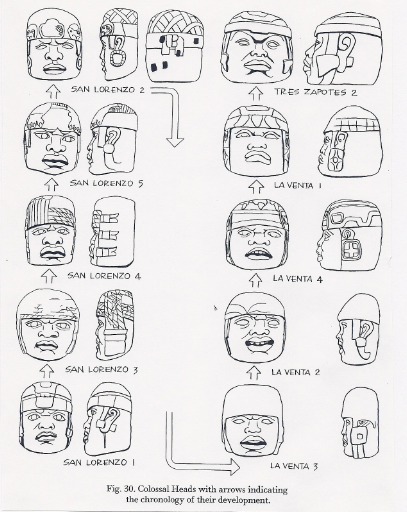 SAN LORENZO 2
TRES ZAPOTES 2
SAN LORENZO 5
LA VENTA 1
SAN LORENZO 4
LA VENTA 4
SAN LORENZO 3
LA VENTA 2
SAN LORENZO 1
LA VENTA 3
Fig. 30. Colossal Heads with arrows indicating
the chronology of their development.